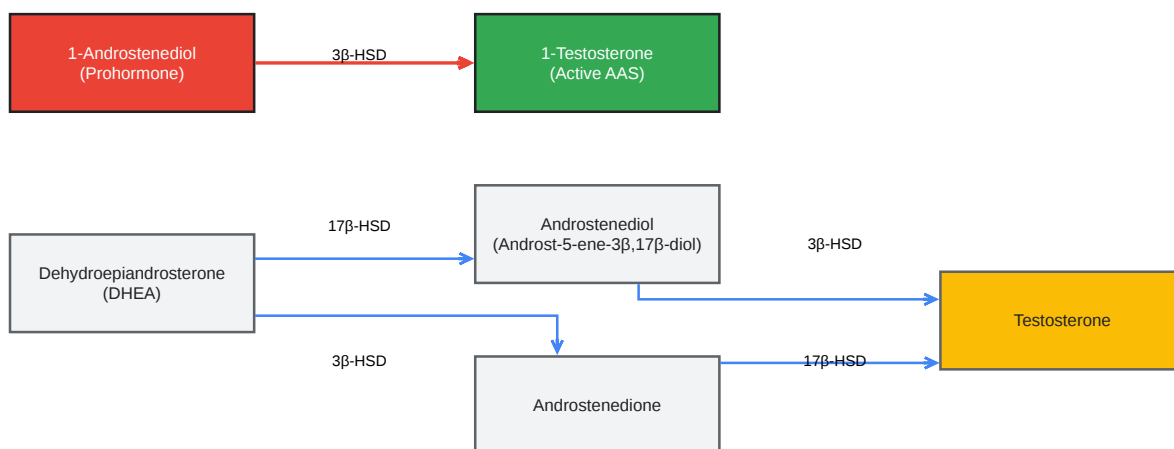 1-Androstenediol
(Prohormone)
3β-HSD
1-Testosterone
(Active AAS)
Dehydroepiandrosterone
(DHEA)
17β-HSD
3β-HSD
Androstenediol
(Androst-5-ene-3β,17β-diol)
Androstenedione
3β-HSD
17β-HSD
Testosterone